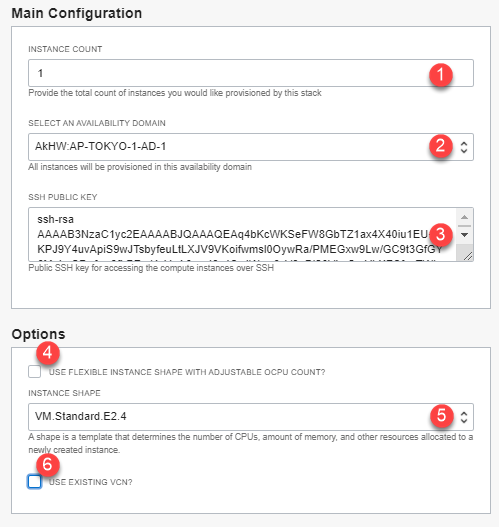 Main Configuration
INSTANCE COUNT
1
1
Provide the total count of instances you would like provisioned by this stack
SELECT AN AVAILABILITY DOMAIN
AkHW:AP-TOKYO-1-AD-1
2
All instances will be provisioned in this availability domain
SSH PUBLIC KEY
ssh-rsa
AAAAB3NzaC1yc2EAAAABJQAAAQEAq4bKcWKSeFW8GbTZ1ax4X40iu1EU
KPJ9Y4uvApiS9wJTsbyfeuLtLXJV9VKoifwmsl0OywRa/PMEGxw9Lw/GC9t3GfGY
3
Public SSH key for accessing the compute instances over SSH
Options
4
USE FLEXIBLE INSTANCE SHAPE WITH ADJUSTABLE OCPU COUNT?
INSTANCE SHAPE
VM.Standard.E2.4
5
A shape is a template that determines the number of CPUs, amount of memory, and other resources allocated to a
newly created instance.
6
USE EXISTING VCN?